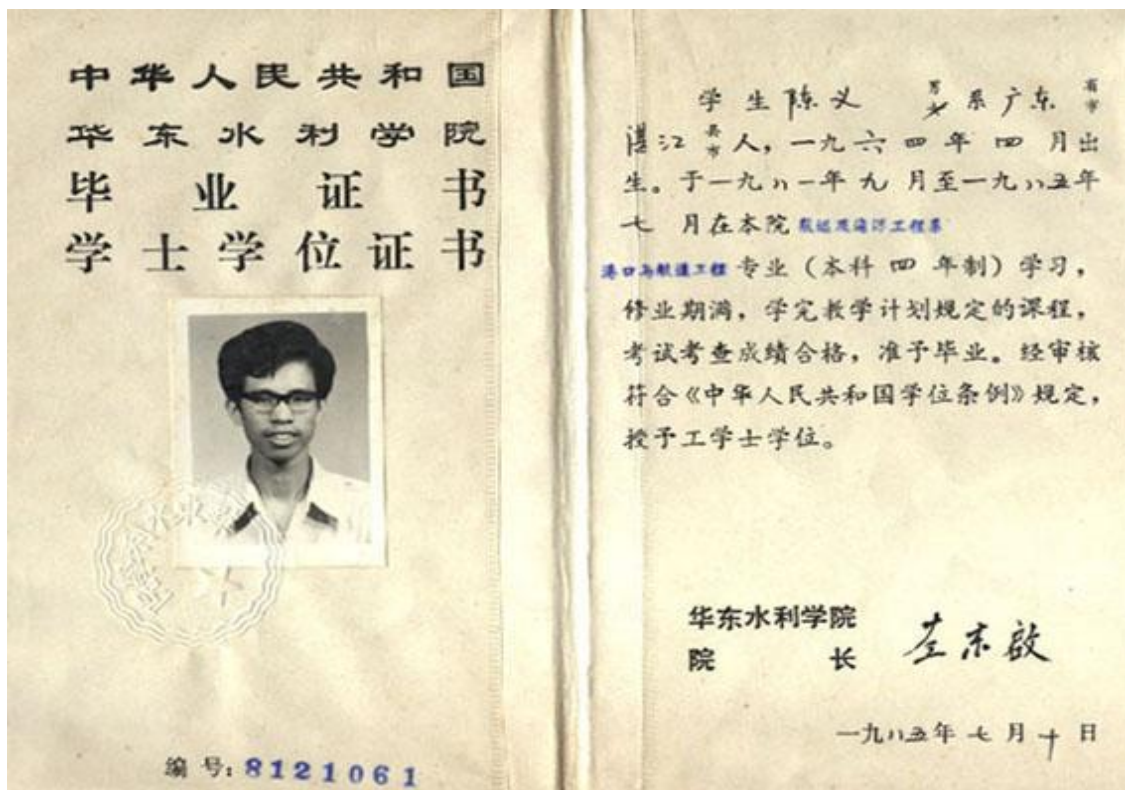 中华人民共和国
华东水利学院
毕业证书
学士学位证书
编号:8121061
学生陈义 男女 系广东 省市
湛江 县市 人,一九六四年四月出
生。于一九八一年九月至一九八五年
七月在本院 航运及海洋工程系
港口与航道工程 专业(本科四年制)学习,
修业期满,学完教学计划规定的课程,
考试考查成绩合格,准予毕业。经审核
符合《中华人民共和国学位条例》规定,
授予工学士学位。
华东水利学院
院长 左东启
一九八五年七月十日